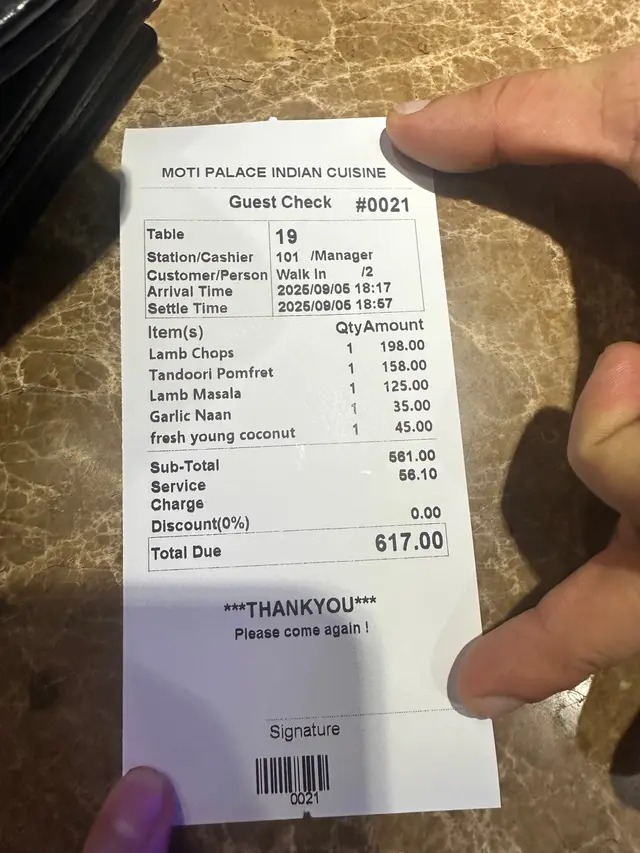 MOTI PALACE INDIAN CUISINE
Guest Check #0021
Table 19
Station/Cashier 101 /Manager
Customer/Person Walk In /2
Arrival Time 2025/09/05 18:17
Settle Time 2025/09/05 18:57
Item(s) Qty Amount
Lamb Chops 1 198.00
Tandoori Pomfret 1 158.00
Lamb Masala 1 125.00
Garlic Naan 1 35.00
fresh young coconut 1 45.00
Sub-Total 561.00
Service 56.10
Charge
Discount(0%) 0.00
Total Due 617.00
***THANKYOU***
Please come again !
Signature
0021